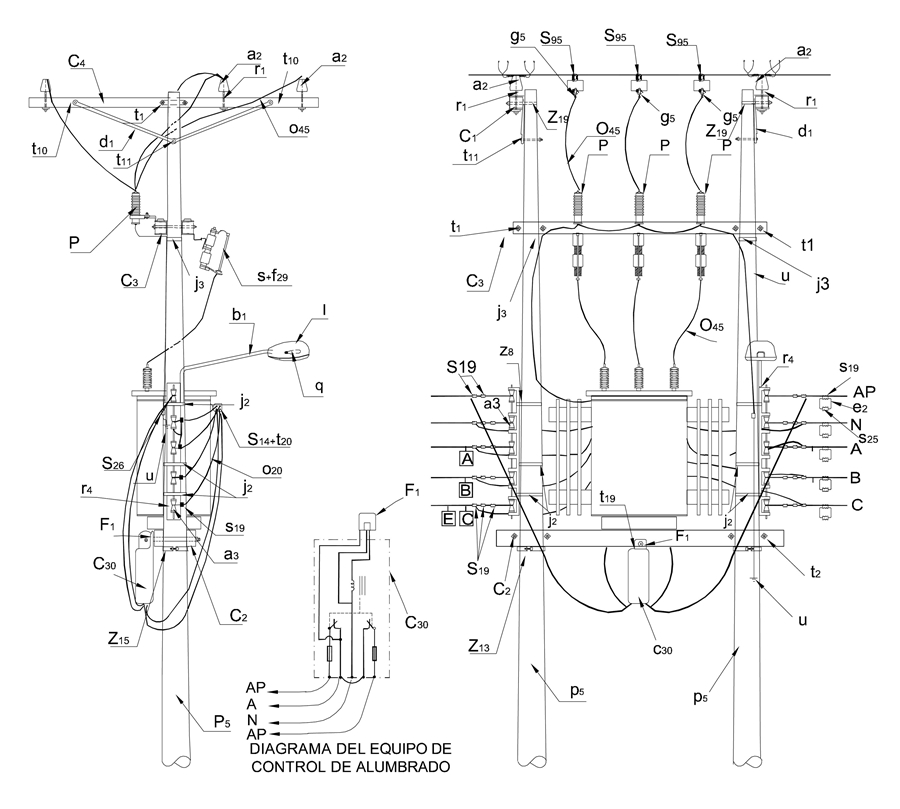 C4
a2
r1
t10
a2
t10
d1
t1
t11
O45
P
C3
j3
s+f29
b1
l
q
j2
S14+t20
S26
u
j2
o20
r4
s19
F1
a3
C30
Z15
C2
P5
F1
C30
AP
A
N
AP
DIAGRAMA DEL EQUIPO DE
CONTROL DE ALUMBRADO
g5
S95
S95
S95
a2
a2
r1
C1
t11
Z19
O45
g5
g5
Z19
r1
d1
P
P
P
t1
C3
j3
t1
j3
u
O45
z8
S19
a3
r4
s19
AP
e2
N
S25
A
A
B
B
E
C
C
j2
t19
F1
j2
S19
C2
t2
Z13
c30
u
p5
p5